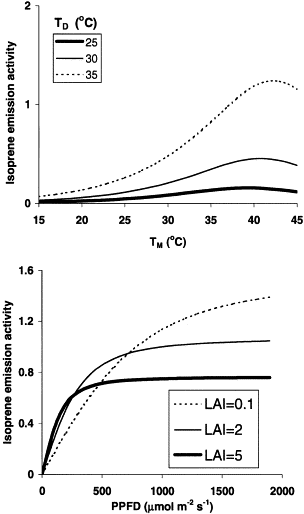 T_D (°C)
25
30
35
Isoprene emission activity
2
1
0
15 20 25 30 35 40 45
T_M (°C)
Isoprene emission activity
1.6
1.2
0.8
0.4
0
LAI=0.1
LAI=2
LAI=5
0 500 1000 1500 2000
PPFD (μmol m⁻² s⁻¹)